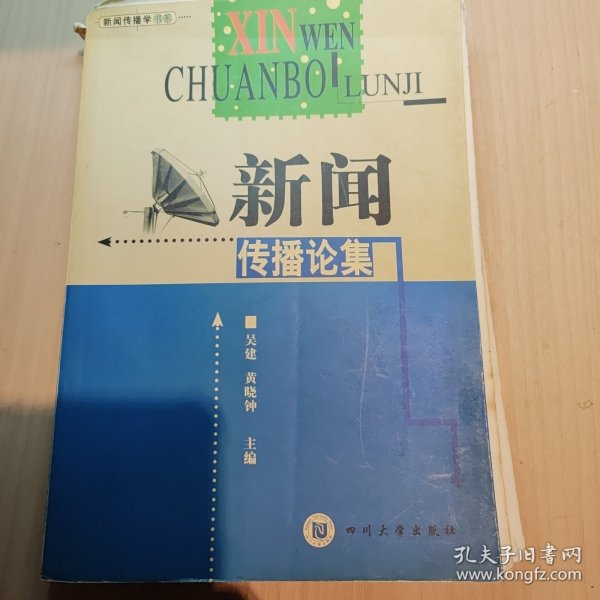 新闻传播学书系
XIN WEN
CHUANBO LUNJI
新闻
传播论集
吴建 黄晓钟 主编
四川大学出版社
孔夫子旧书网
www.kongfz.com